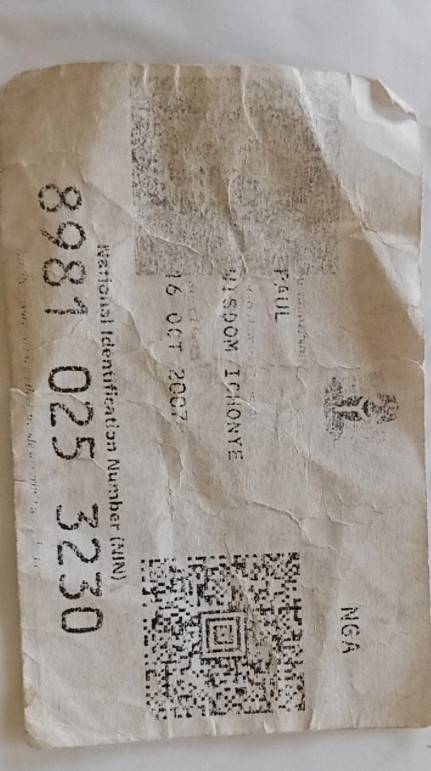 NGA
PAUL
WISDOM ICHONYE
16 OCT 2007
National Identification Number (NIN)
8981 025 3230